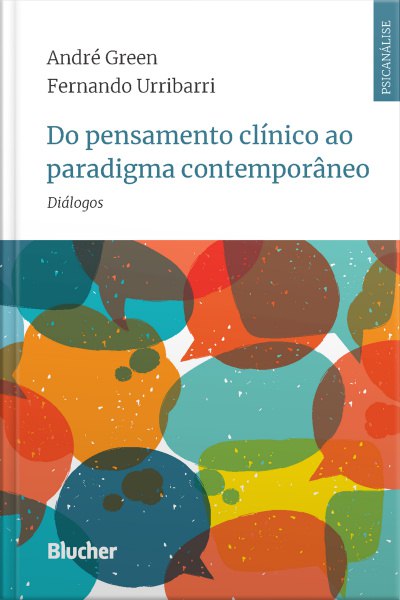 PSICANÁLISE
André Green
Fernando Urribarri
Do pensamento clínico ao
paradigma contemporâneo
Diálogos
Blucher